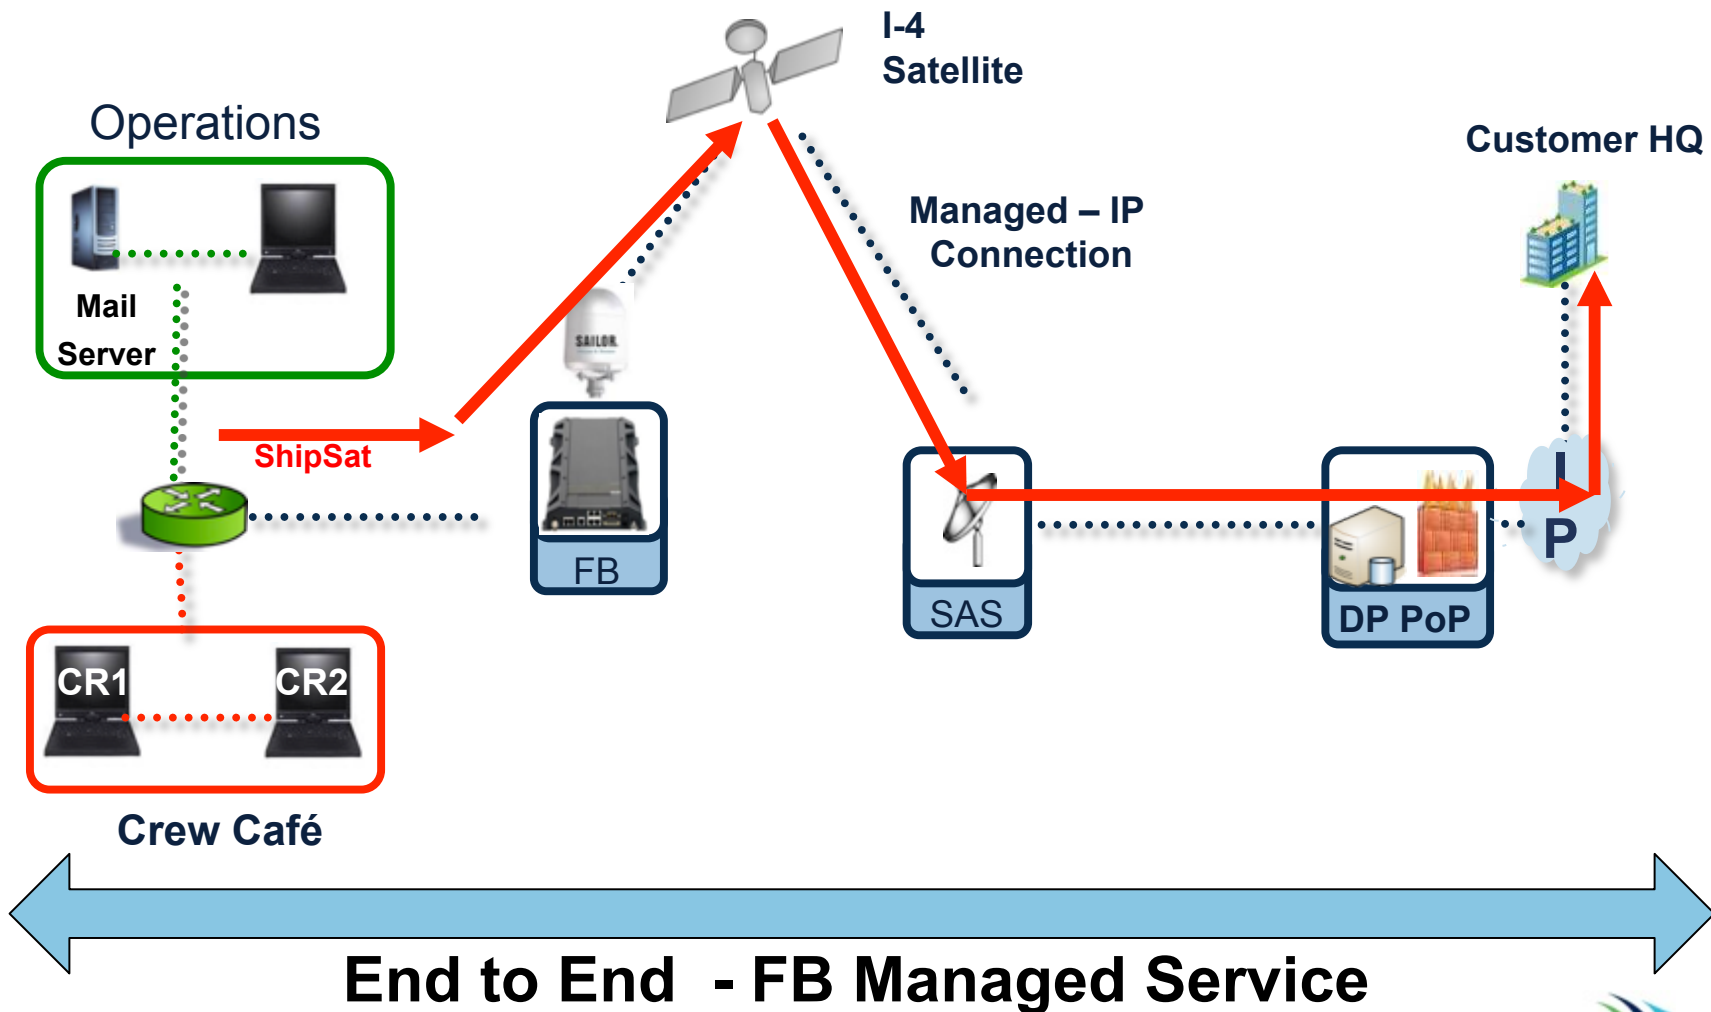 I-4
Satellite
Operations
Customer HQ
Managed – IP
Connection
Mail
Server
SAILOR
ShipSat
FB
I
P
SAS
DP PoP
CR1
CR2
Crew Café
End to End - FB Managed Service